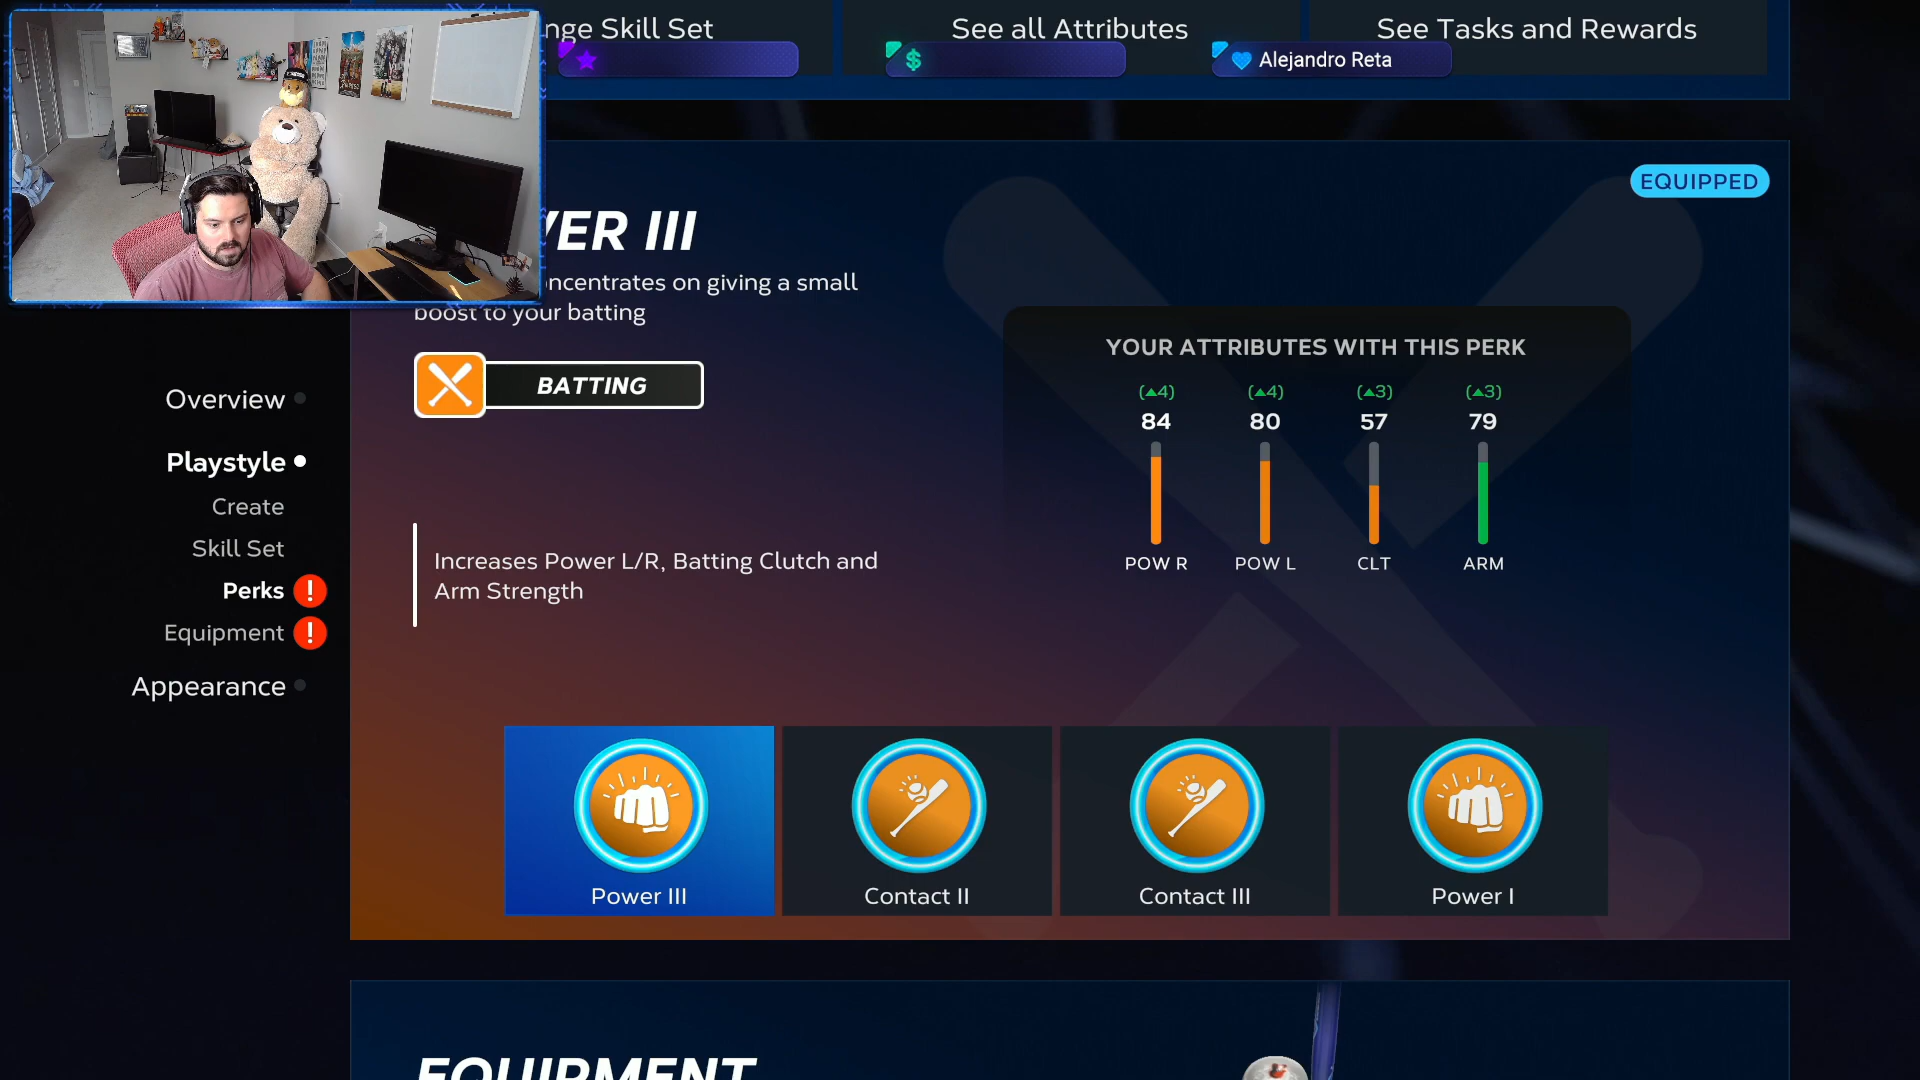 nge Skill Set
See all Attributes
See Tasks and Rewards
$
Alejandro Reta
EQUIPPED
VER III
oncentrates on giving a small
boost to your batting
BATTING
YOUR ATTRIBUTES WITH THIS PERK
(▲4) (▲4) (▲3) (▲3)
84 80 57 79
POW R POW L CLT ARM
Overview
Playstyle
Create
Skill Set
Perks !
Equipment !
Appearance
Increases Power L/R, Batting Clutch and
Arm Strength
Power III
Contact II
Contact III
Power I
EQUIPMENT